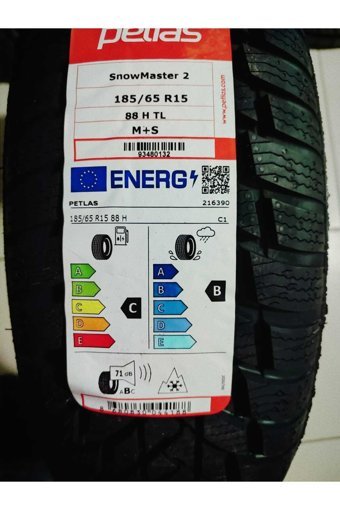 petlas
SnowMaster 2
185/65 R15
88 H TL
M+S
93480132
www.petlas.com
ENERG
PETLAS
216390
185/65 R15 88 H
C1
A
B
C
D
E
C
A
B
C
D
E
B
71 dB
ABC